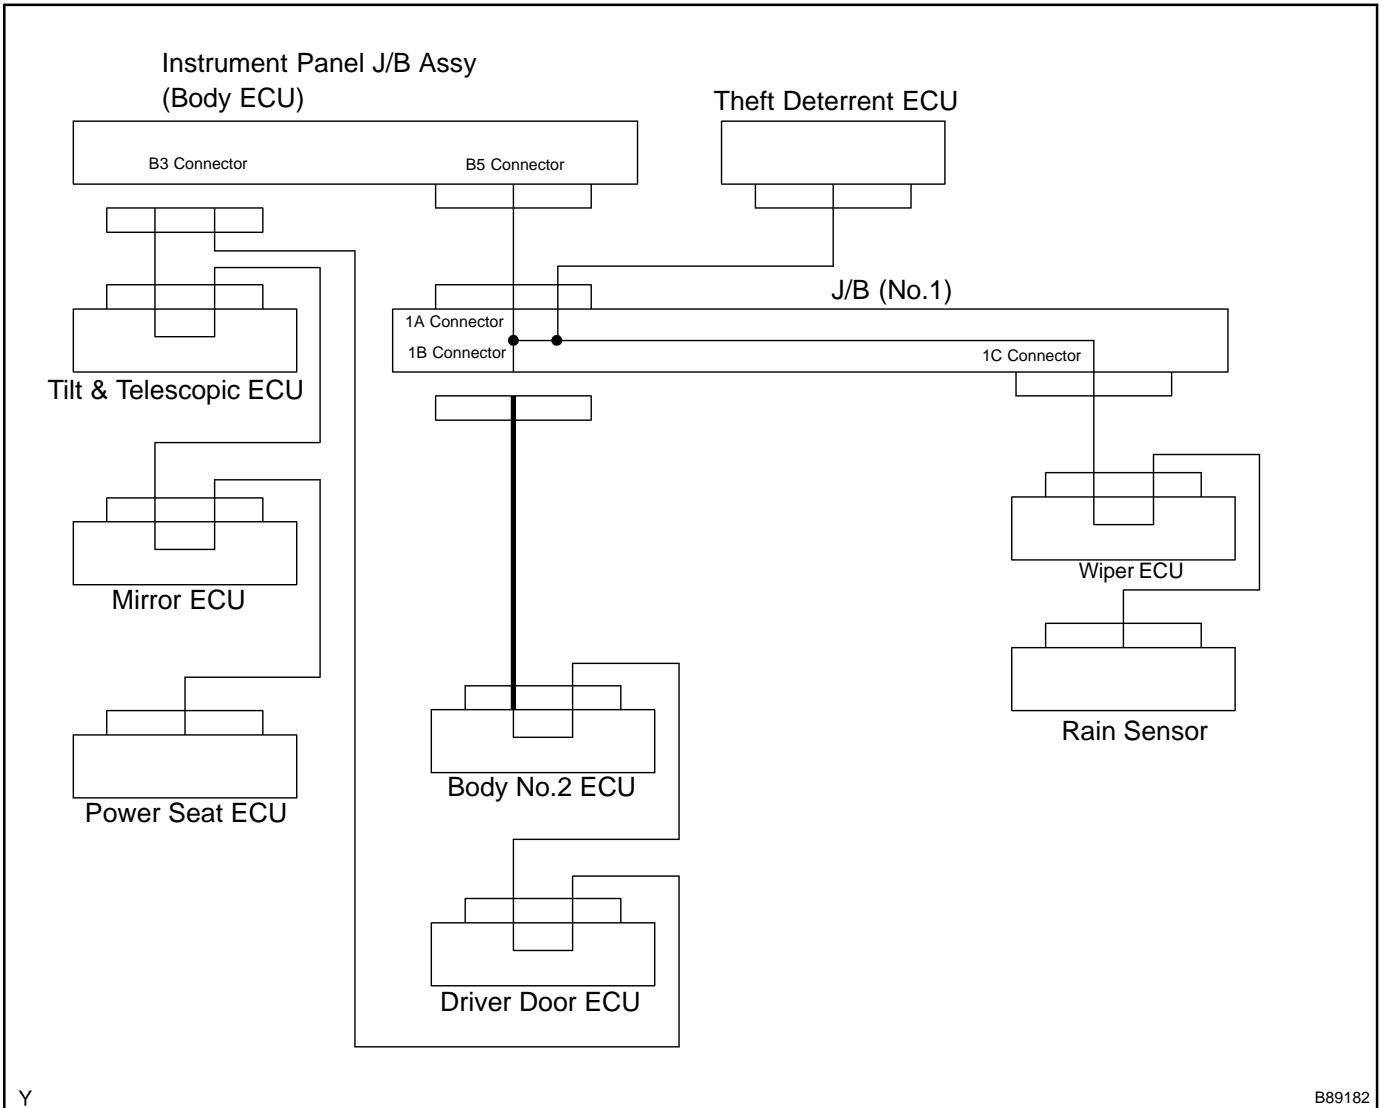 Instrument Panel J/B Assy
(Body ECU)
Theft Deterrent ECU
B3 Connector
B5 Connector
J/B (No.1)
1A Connector
1B Connector
1C Connector
Tilt & Telescopic ECU
Wiper ECU
Mirror ECU
Rain Sensor
Body No.2 ECU
Power Seat ECU
Driver Door ECU
Y
B89182